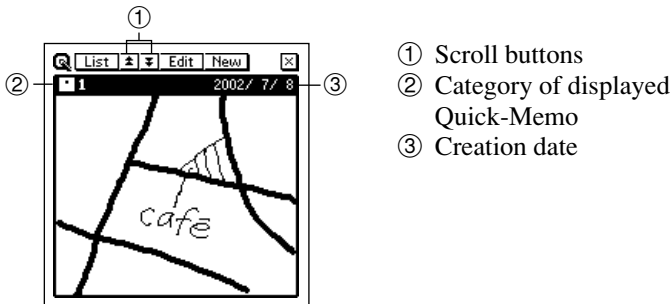 ①
List Edit New
② 1 2002/ 7/ 8 ③
cafe
① Scroll buttons
② Category of displayed
Quick-Memo
③ Creation date